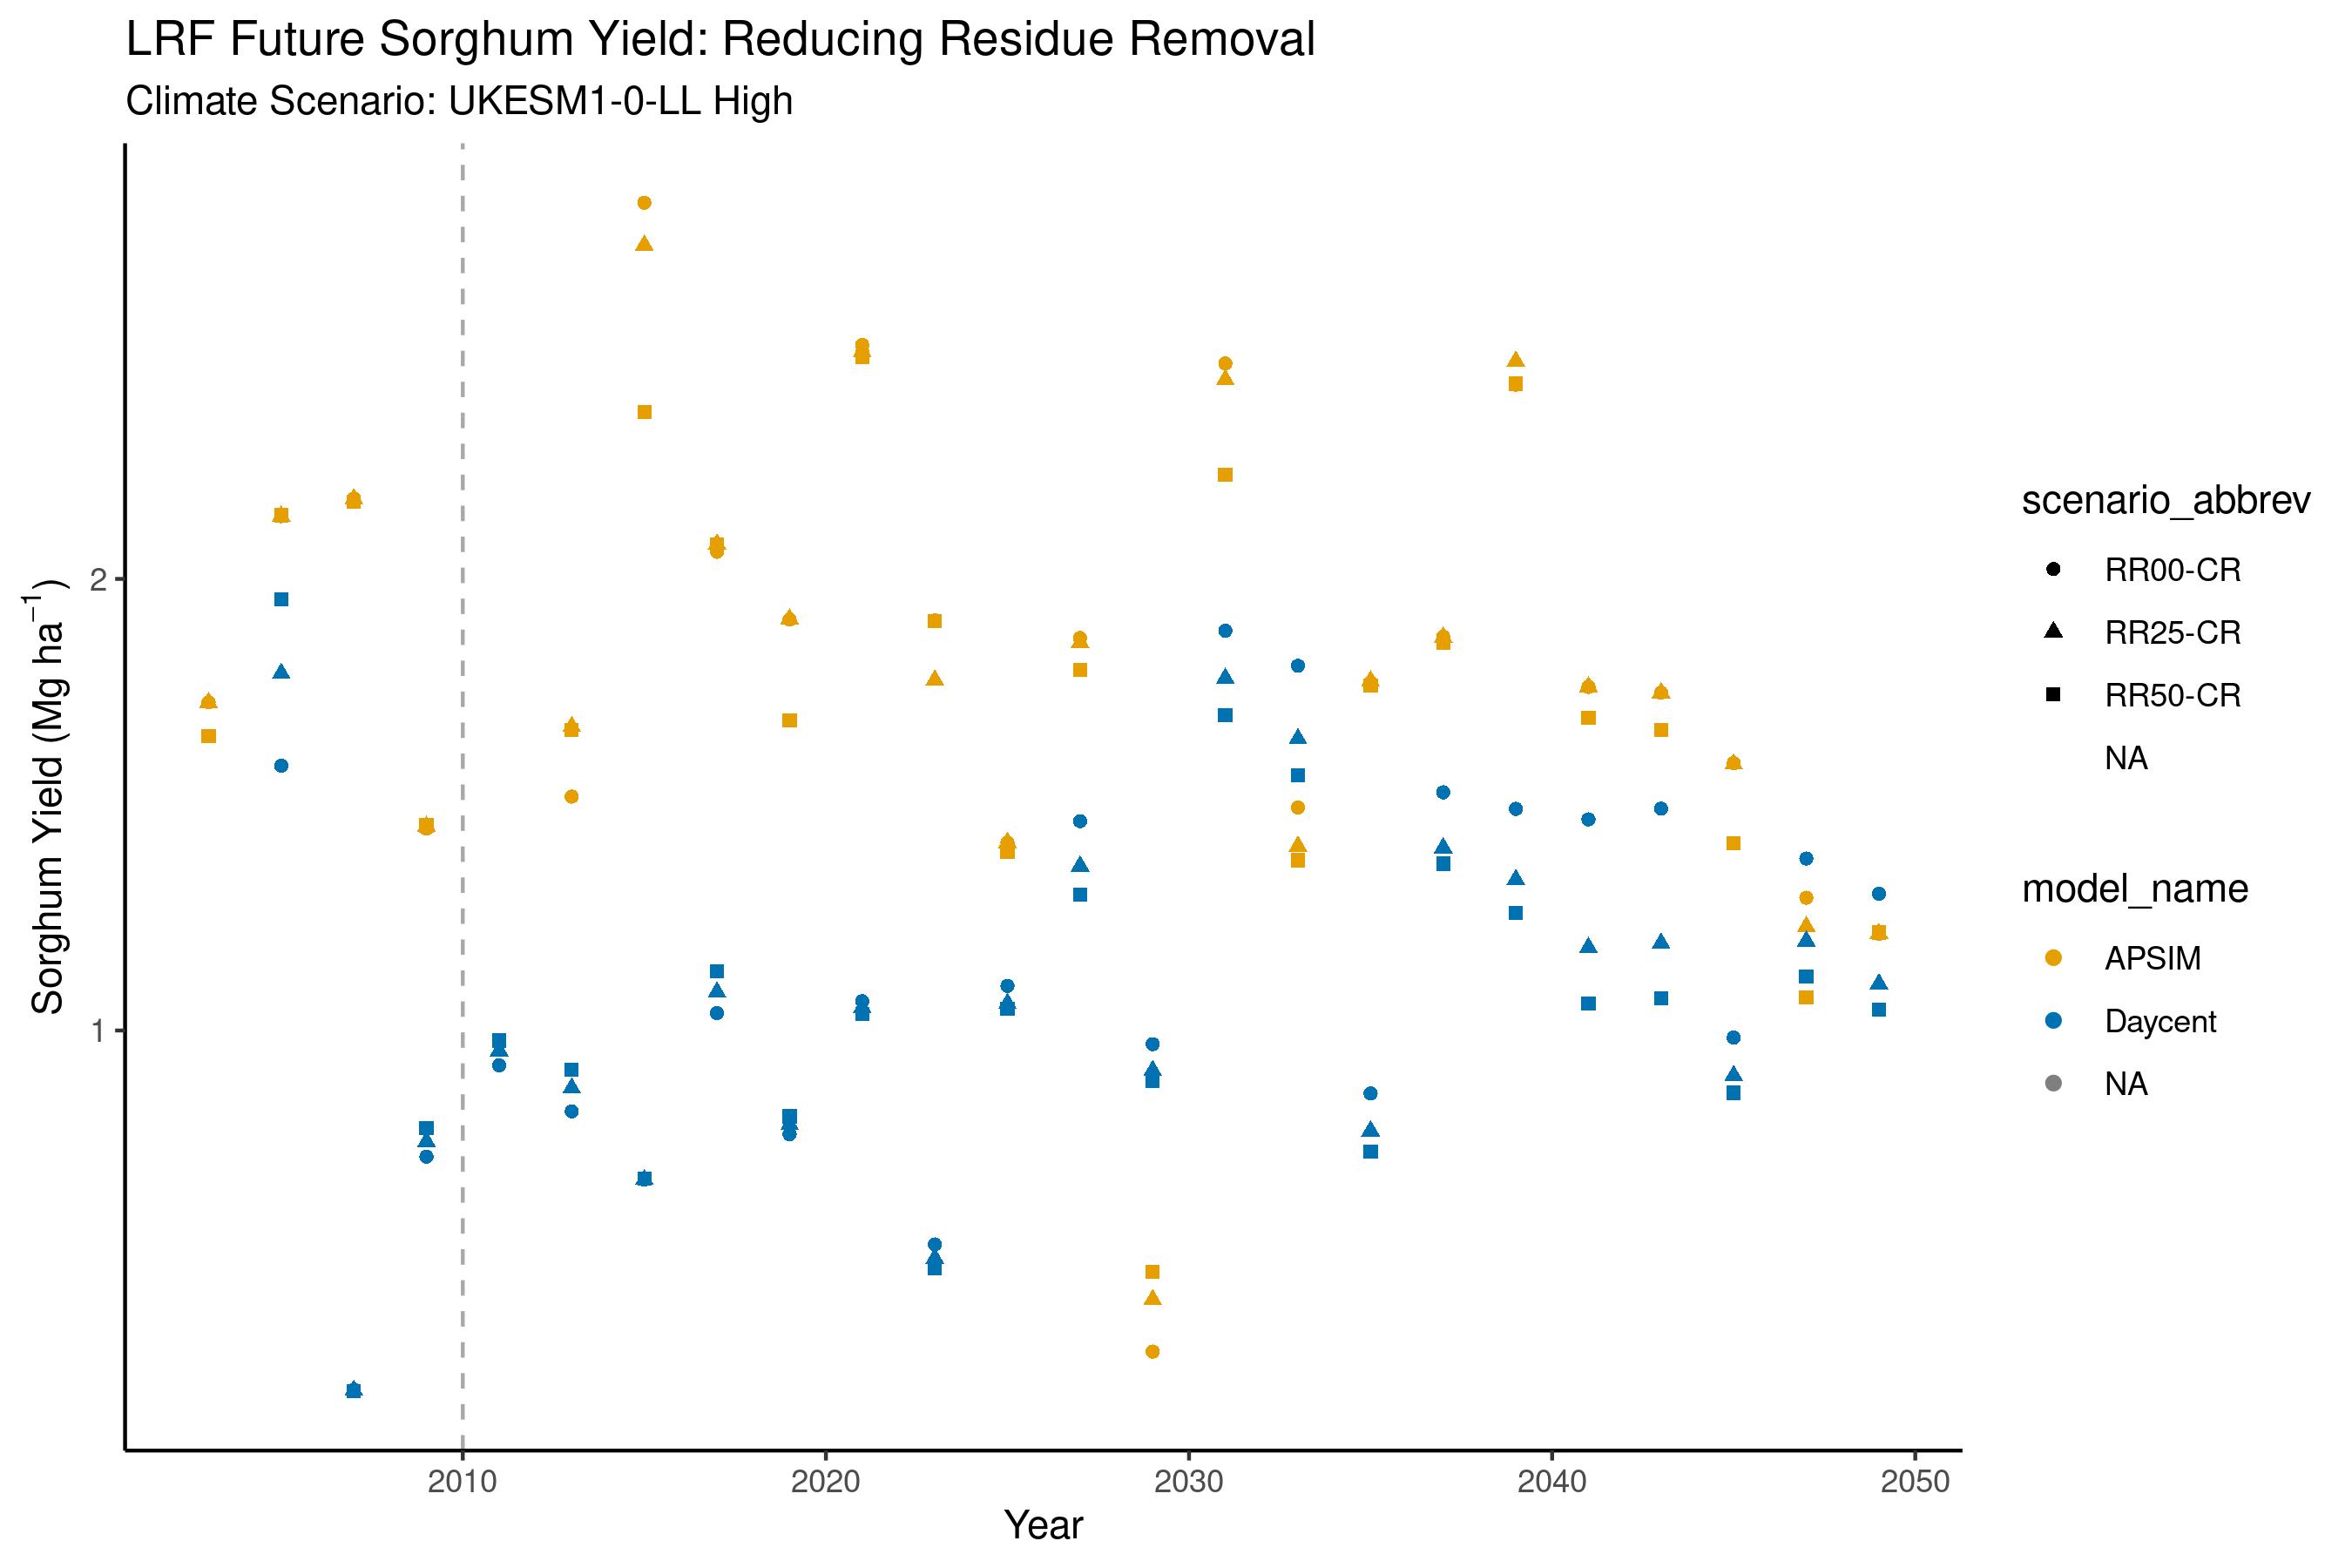 LRF Future Sorghum Yield: Reducing Residue Removal
Climate Scenario: UKESM1-0-LL High
Sorghum Yield (Mg ha⁻¹)
2
1
2010
2020
2030
2040
2050
Year
scenario_abbrev
RR00-CR
RR25-CR
RR50-CR
NA
model_name
APSIM
Daycent
NA